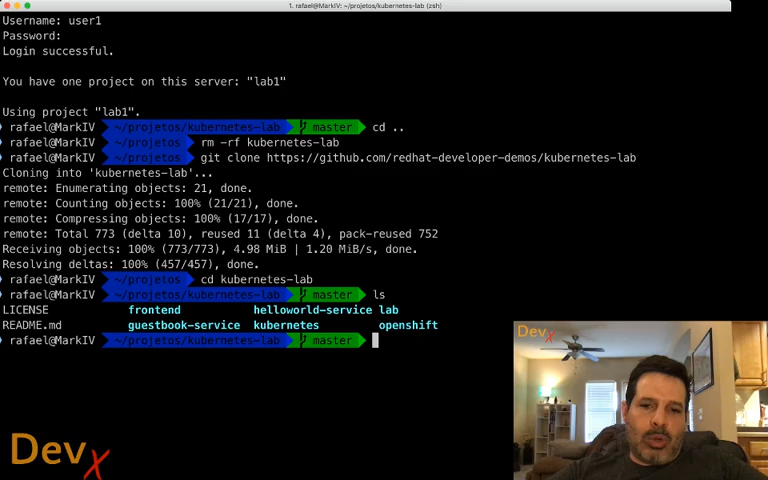 1. rafael@MarkIV: ~/projetos/kubernetes-lab (zsh)
Username: user1
Password:
Login successful.
You have one project on this server: "lab1"
Using project "lab1".
rafael@MarkIV ~/projetos/kubernetes-lab master cd ..
rafael@MarkIV ~/projetos rm -rf kubernetes-lab
rafael@MarkIV ~/projetos git clone https://github.com/redhat-developer-demos/kubernetes-lab
Cloning into 'kubernetes-lab'...
remote: Enumerating objects: 21, done.
remote: Counting objects: 100% (21/21), done.
remote: Compressing objects: 100% (17/17), done.
remote: Total 773 (delta 10), reused 11 (delta 4), pack-reused 752
Receiving objects: 100% (773/773), 4.98 MiB | 1.20 MiB/s, done.
Resolving deltas: 100% (457/457), done.
rafael@MarkIV ~/projetos cd kubernetes-lab
rafael@MarkIV ~/projetos/kubernetes-lab master ls
LICENSE frontend helloworld-service lab
README.md guestbook-service kubernetes openshift
rafael@MarkIV ~/projetos/kubernetes-lab master
Devx
Devx